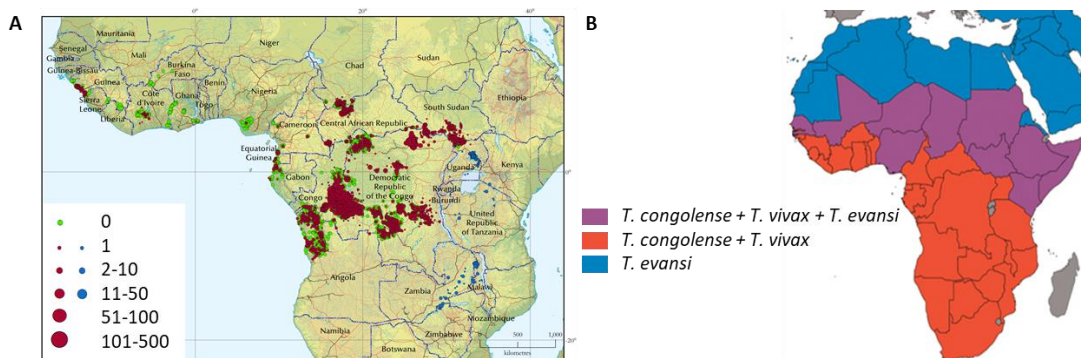 A
0°
20°
40°
Mauritania
Niger
Mali
Senegal
Gambia
Guinea-Bissau
Guinea
Burkina
Faso
Benin
Côte
d'Ivoire
Ghana
Togo
Sierra
Leone
Liberia
Nigeria
Chad
Sudan
South Sudan
Ethiopia
Cameroon
Central African Republic
Equatorial
Guinea
Gabon
Congo
Democratic
Republic
of the Congo
Uganda
Kenya
Rwanda
Burundi
United
Republic
of Tanzania
0°
Angola
Zambia
Malawi
Mozambique
Namibia
Zimbabwe
Botswana
0 500 1,000
kilometres
-20°
0
1
2-10
11-50
51-100
101-500
B
T. congolense + T. vivax + T. evansi
T. congolense + T. vivax
T. evansi